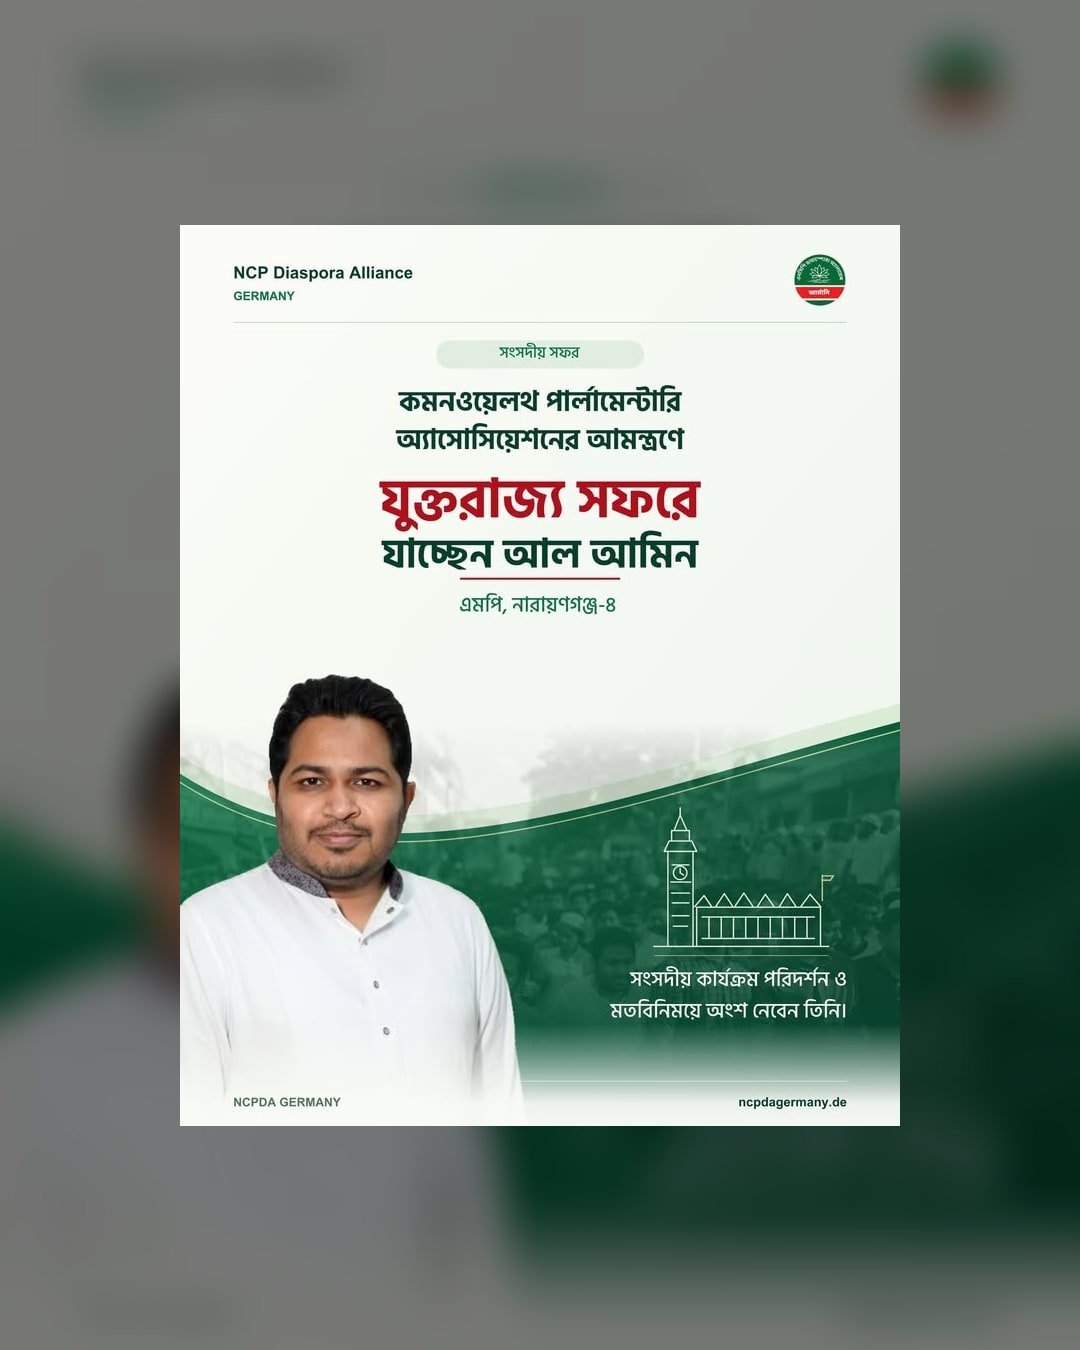 NCP Diaspora Alliance
GERMANY
জার্মানি
সংসদীয় সফর
কমনওয়েলথ পার্লামেন্টারি
অ্যাসোসিয়েশনের আমন্ত্রণে
যুক্তরাজ্য সফরে
যাচ্ছেন আল আমিন
এমপি, নারায়ণগঞ্জ-৪
সংসদীয় কার্যক্রম পরিদর্শন ও
মতবিনিময়ে অংশ নেবেন তিনি।
NCPDA GERMANY
ncpdagermany.de